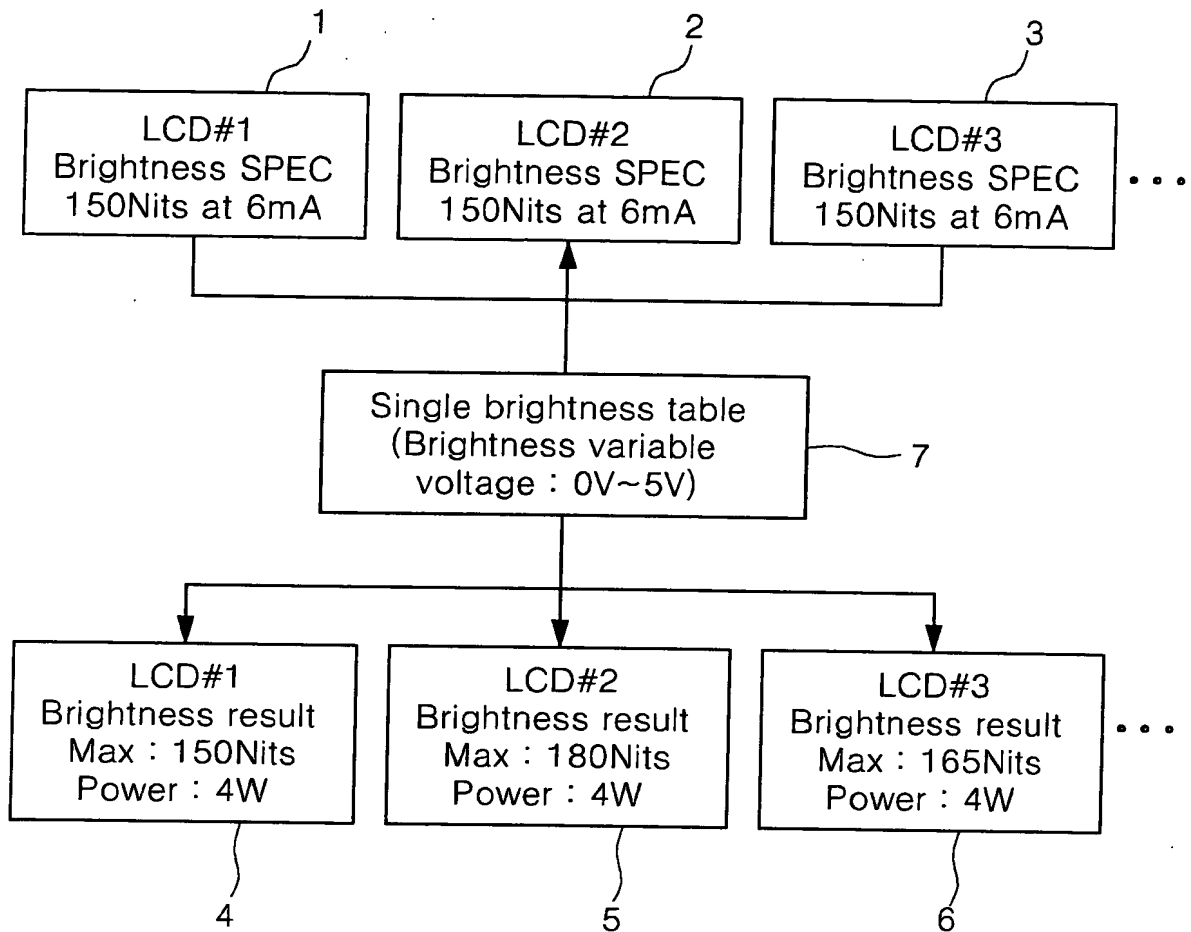 1
2
3
LCD#1
Brightness SPEC
150Nits at 6mA
LCD#2
Brightness SPEC
150Nits at 6mA
LCD#3
Brightness SPEC
150Nits at 6mA
...
Single brightness table
(Brightness variable
voltage : 0V~5V)
7
LCD#1
Brightness result
Max : 150Nits
Power : 4W
LCD#2
Brightness result
Max : 180Nits
Power : 4W
LCD#3
Brightness result
Max : 165Nits
Power : 4W
...
4
5
6